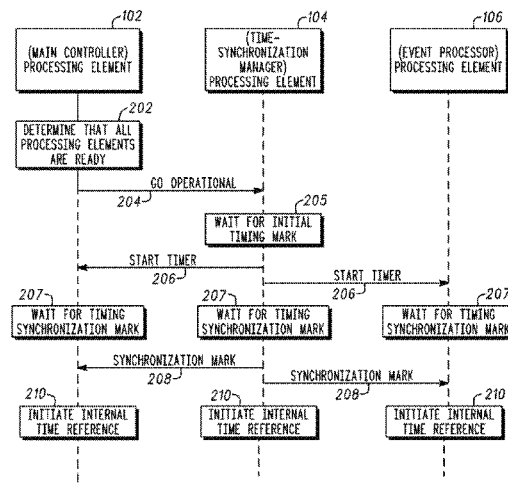 102
104
106
(MAIN CONTROLLER)
PROCESSING ELEMENT
(TIME-
SYNCHRONIZATION
MANAGER)
PROCESSING ELEMENT
(EVENT PROCESSOR)
PROCESSING ELEMENT
202
DETERMINE THAT ALL
PROCESSING ELEMENTS
ARE READY
GO OPERATIONAL
204
205
WAIT FOR INITIAL
TIMING MARK
START TIMER
206
START TIMER
206
207
WAIT FOR TIMING
SYNCHRONIZATION MARK
207
WAIT FOR TIMING
SYNCHRONIZATION MARK
207
WAIT FOR TIMING
SYNCHRONIZATION MARK
SYNCHRONIZATION MARK
208
SYNCHRONIZATION MARK
208
210
INITIATE INTERNAL
TIME REFERENCE
210
INITIATE INTERNAL
TIME REFERENCE
210
INITIATE INTERNAL
TIME REFERENCE